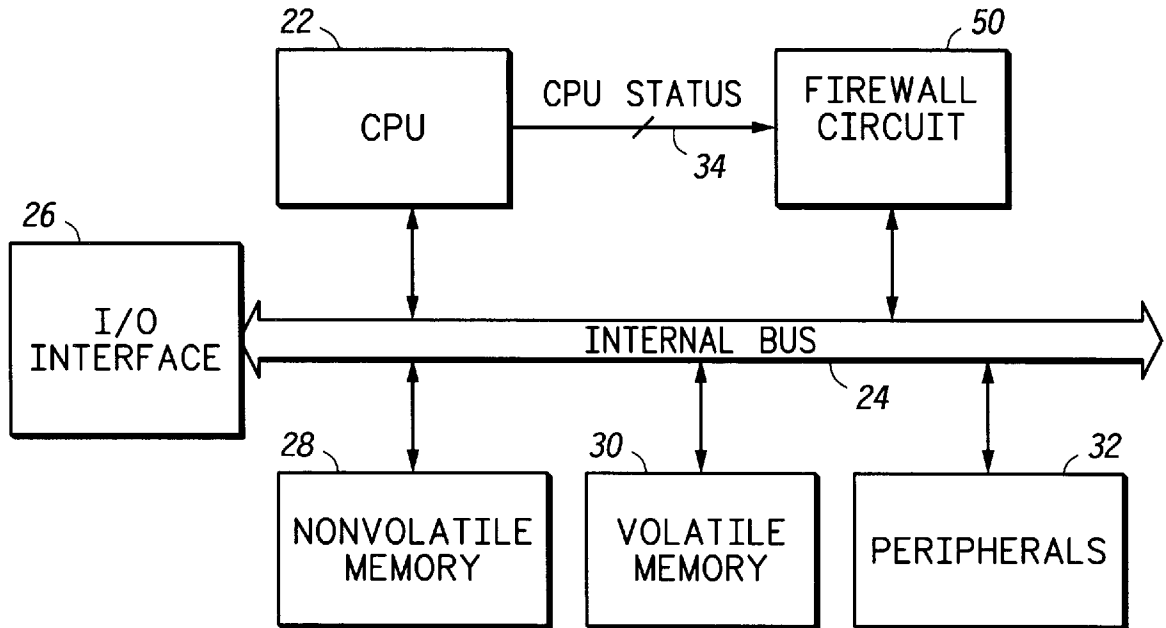 22
50
CPU
CPU STATUS
34
FIREWALL
CIRCUIT
26
I/O
INTERFACE
INTERNAL BUS
24
28
30
32
NONVOLATILE
MEMORY
VOLATILE
MEMORY
PERIPHERALS